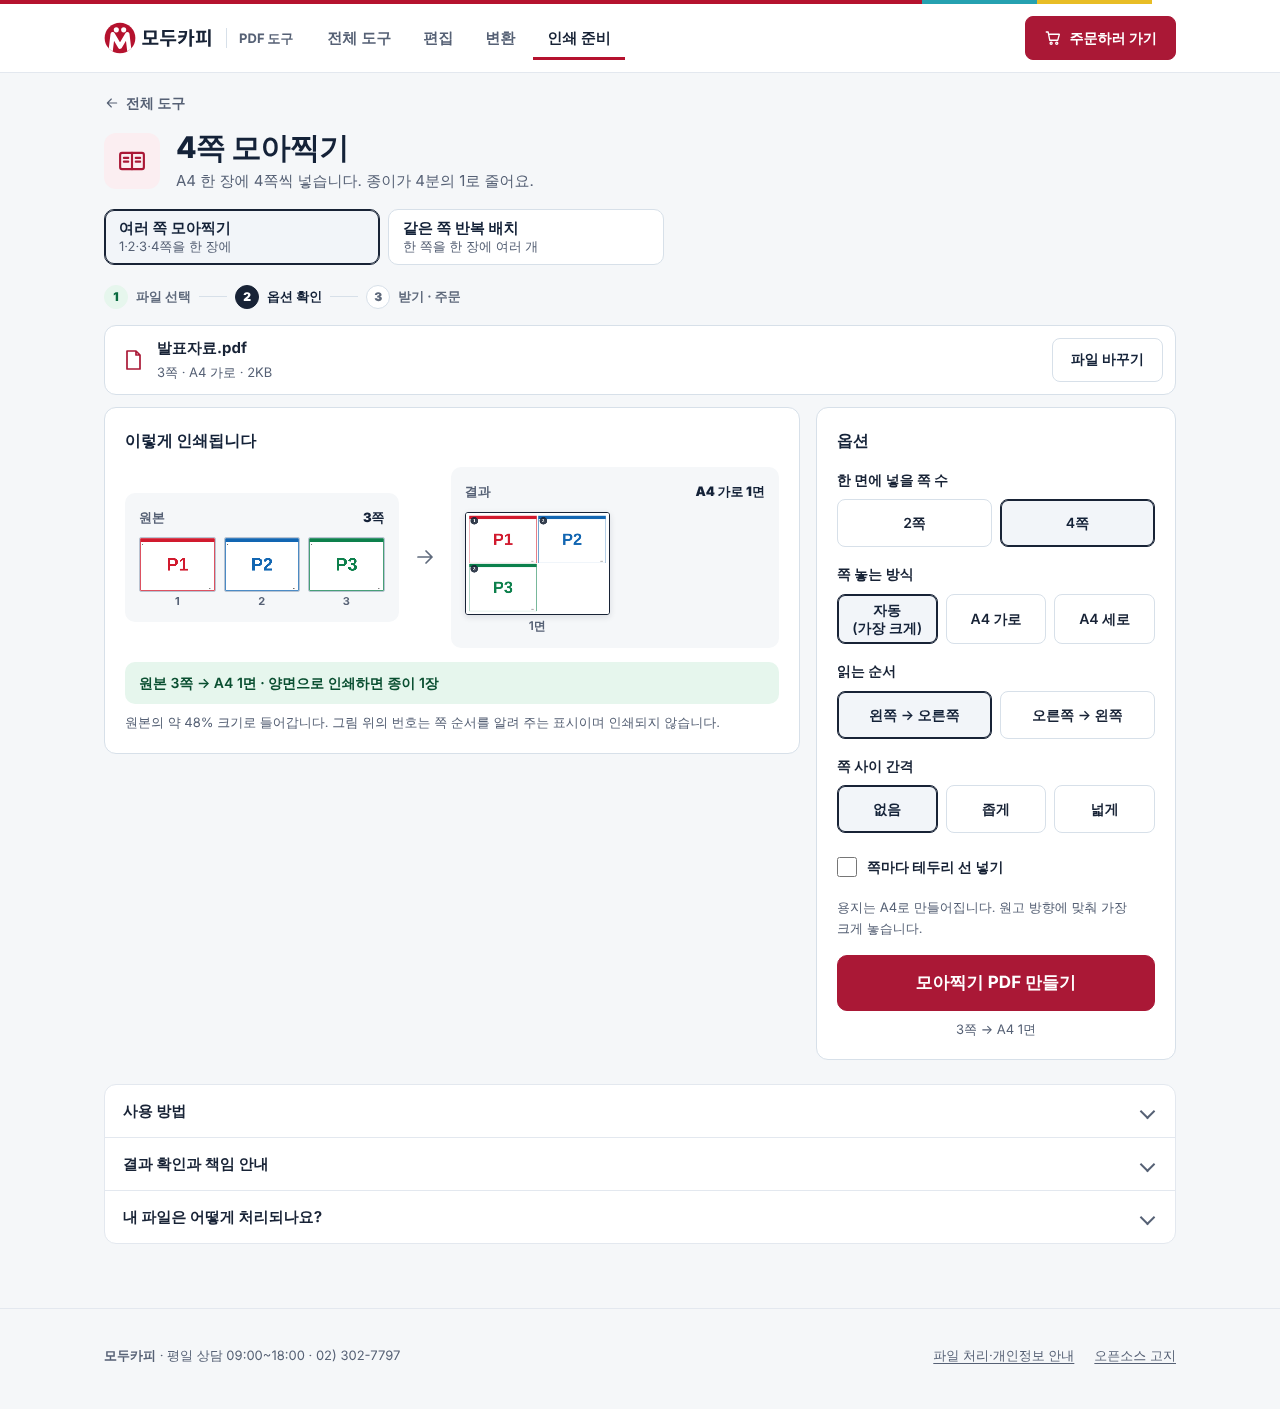 모두카피
PDF 도구
전체 도구
편집
변환
인쇄 준비
주문하러 가기
← 전체 도구
4쪽 모아찍기
A4 한 장에 4쪽씩 넣습니다. 종이가 4분의 1로 줄어요.
여러 쪽 모아찍기
1·2·3·4쪽을 한 장에
같은 쪽 반복 배치
한 쪽을 한 장에 여러 개
1 파일 선택
2 옵션 확인
3 받기 · 주문
발표자료.pdf
3쪽 · A4 가로 · 2KB
파일 바꾸기
이렇게 인쇄됩니다
원본
3쪽
P1
P2
P3
1
2
3
→
결과
A4 가로 1면
P1
P2
P3
1면
원본 3쪽 → A4 1면 · 양면으로 인쇄하면 종이 1장
원본의 약 48% 크기로 들어갑니다. 그림 위의 번호는 쪽 순서를 알려 주는 표시이며 인쇄되지 않습니다.
옵션
한 면에 넣을 쪽 수
2쪽
4쪽
쪽 놓는 방식
자동
(가장 크게)
A4 가로
A4 세로
읽는 순서
왼쪽 → 오른쪽
오른쪽 → 왼쪽
쪽 사이 간격
없음
좁게
넓게
쪽마다 테두리 선 넣기
용지는 A4로 만들어집니다. 원고 방향에 맞춰 가장
크게 놓습니다.
모아찍기 PDF 만들기
3쪽 → A4 1면
사용 방법
결과 확인과 책임 안내
내 파일은 어떻게 처리되나요?
모두카피 · 평일 상담 09:00~18:00 · 02) 302-7797
파일 처리·개인정보 안내
오픈소스 고지